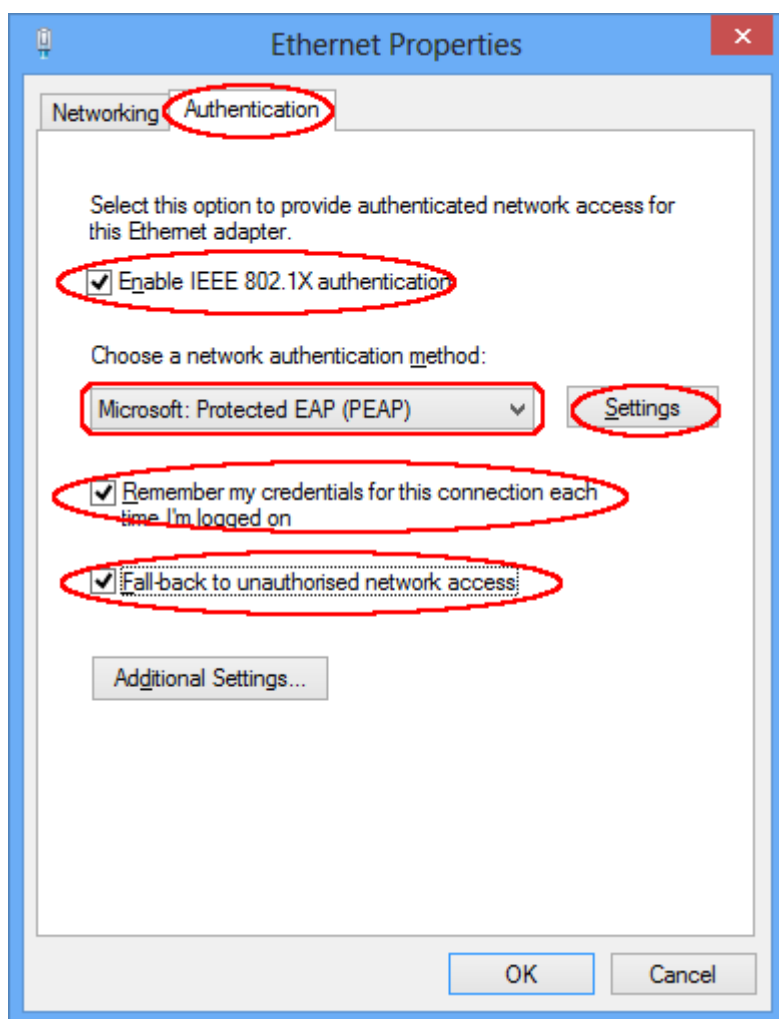 Ethernet Properties
Networking
Authentication
Select this option to provide authenticated network access for
this Ethernet adapter.
Enable IEEE 802.1X authentication
Choose a network authentication method:
Microsoft: Protected EAP (PEAP)
Settings
Remember my credentials for this connection each
time I'm logged on
Fall-back to unauthorised network access
Additional Settings...
OK
Cancel